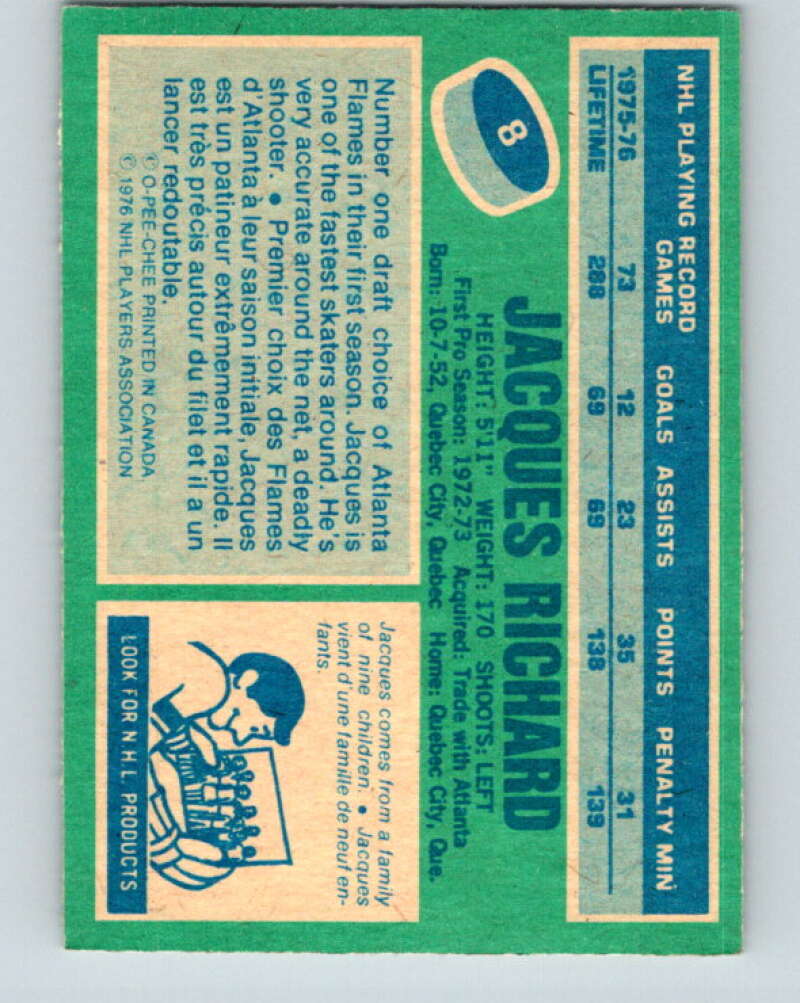 NHL PLAYING RECORD
GAMES GOALS ASSISTS POINTS PENALTY MIN
1975-76 73 12 23 35 31
LIFETIME 288 69 69 138 139
8
JACQUES RICHARD
HEIGHT: 5'11" WEIGHT: 170 SHOOTS: LEFT
First Pro Season: 1972-73 Acquired: Trade with Atlanta
Born: 10-7-52, Quebec City, Quebec Home: Quebec City, Que.
Number one draft choice of Atlanta
Flames in their first season. Jacques is
one of the fastest skaters around. He's
very accurate around the net, a deadly
shooter. • Premier choix des Flames
d'Atlanta à leur saison initiale, Jacques
est un patineur extrêmement rapide. Il
est très précis autour du filet et il a un
lancer redoutable.
© O-PEE-CHEE PRINTED IN CANADA
© 1976 NHL PLAYERS ASSOCIATION
Jacques comes from a family
of nine children. • Jacques
vient d'une famille de neuf en-
fants.
LOOK FOR N.H.L. PRODUCTS